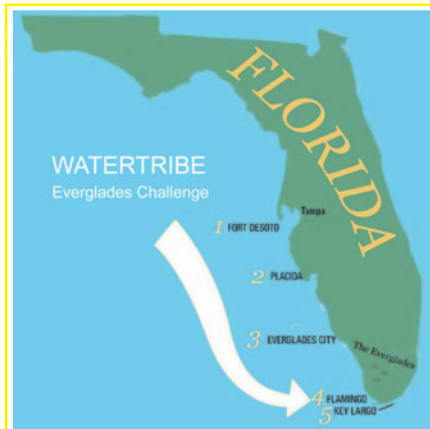 FLORIDA
WATERTRIBE
Everglades Challenge
Tampa
1 FORT DESOTO
2 PLACIDA
3 EVERGLADES CITY
The Everglades
4 FLAMINGO
5 KEY LARGO